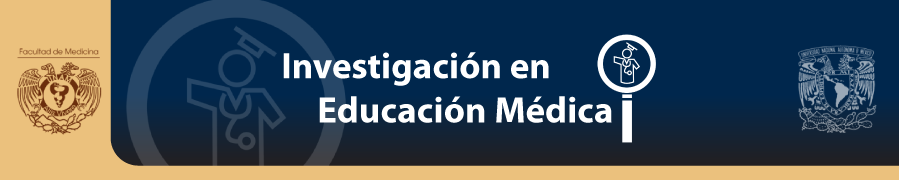 Facultad de Medicina
Investigación en
Educación Médica